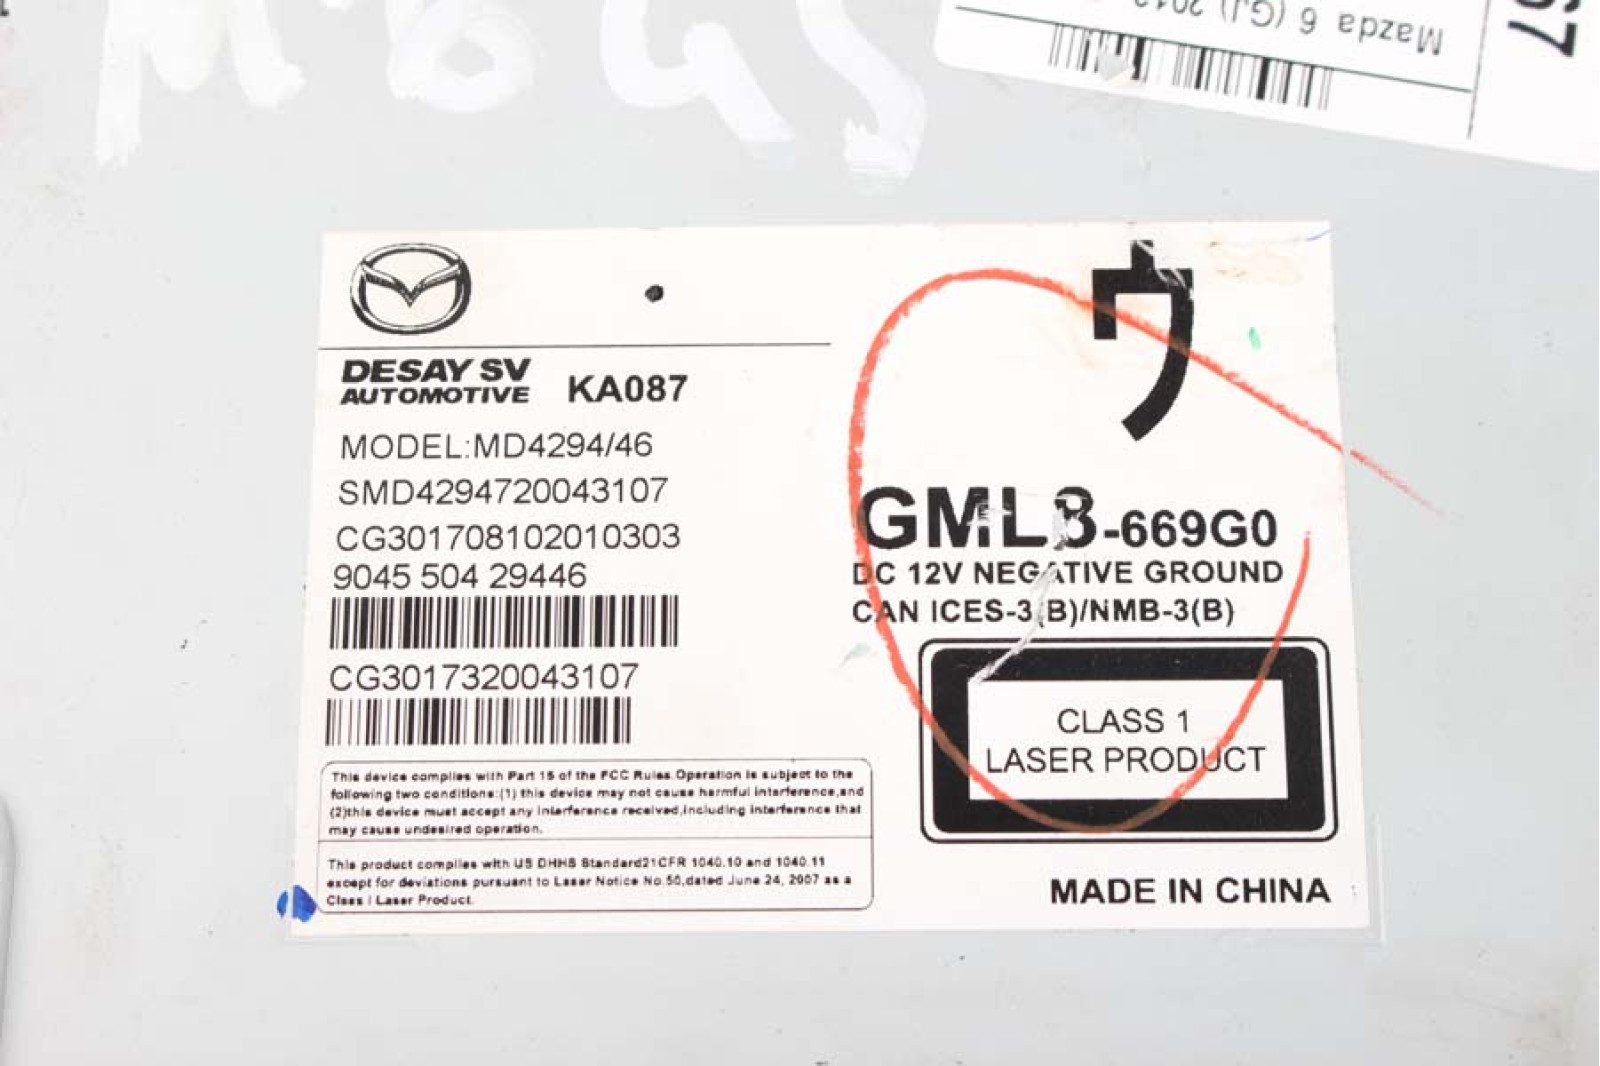 M6GJ
Mazda 6 (GJ)
67
DESAY SV
AUTOMOTIVE
KA087
MODEL:MD4294/46
SMD4294720043107
CG301708102010303
9045 504 29446
CG3017320043107
This device complies with Part 15 of the FCC Rules.Operation is subject to the
following two conditions:(1) this device may not cause harmful interference,and
(2)this device must accept any interference received,including interference that
may cause undesired operation.
This product complies with US DHHS Standard21CFR 1040.10 and 1040.11
except for deviations pursuant to Laser Notice No.50,dated June 24, 2007 as a
Class I Laser Product.
ウ
GML8-669G0
DC 12V NEGATIVE GROUND
CAN ICES-3(B)/NMB-3(B)
CLASS 1
LASER PRODUCT
MADE IN CHINA